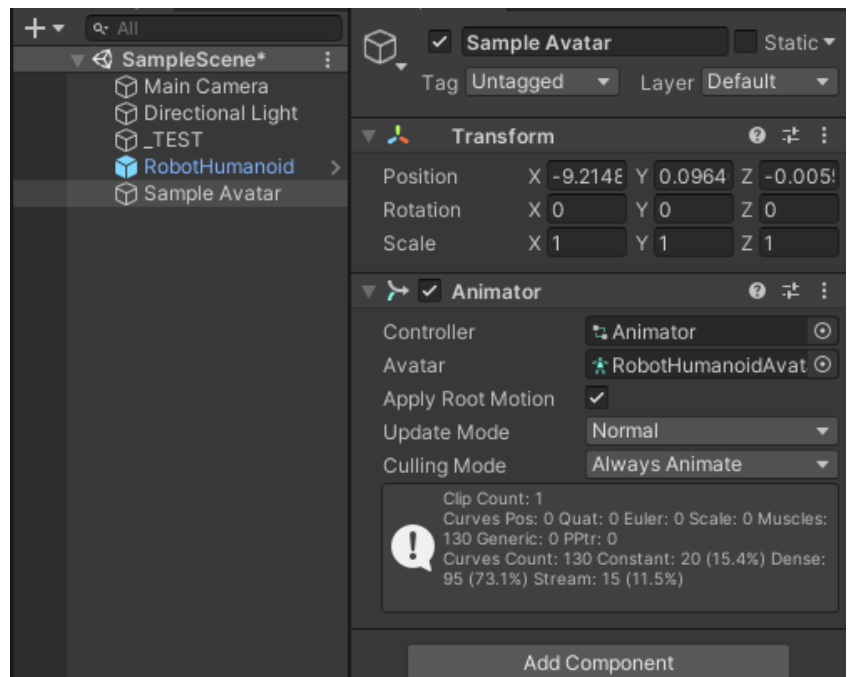 All
SampleScene*
Main Camera
Directional Light
_TEST
RobotHumanoid
Sample Avatar
Sample Avatar
Static
Tag Untagged Layer Default
Transform
Position X -9.2148 Y 0.0964 Z -0.005
Rotation X 0 Y 0 Z 0
Scale X 1 Y 1 Z 1
Animator
Controller Animator
Avatar RobotHumanoidAvat
Apply Root Motion
Update Mode Normal
Culling Mode Always Animate
Clip Count: 1
Curves Pos: 0 Quat: 0 Euler: 0 Scale: 0 Muscles:
130 Generic: 0 PPtr: 0
Curves Count: 130 Constant: 20 (15.4%) Dense:
95 (73.1%) Stream: 15 (11.5%)
Add Component